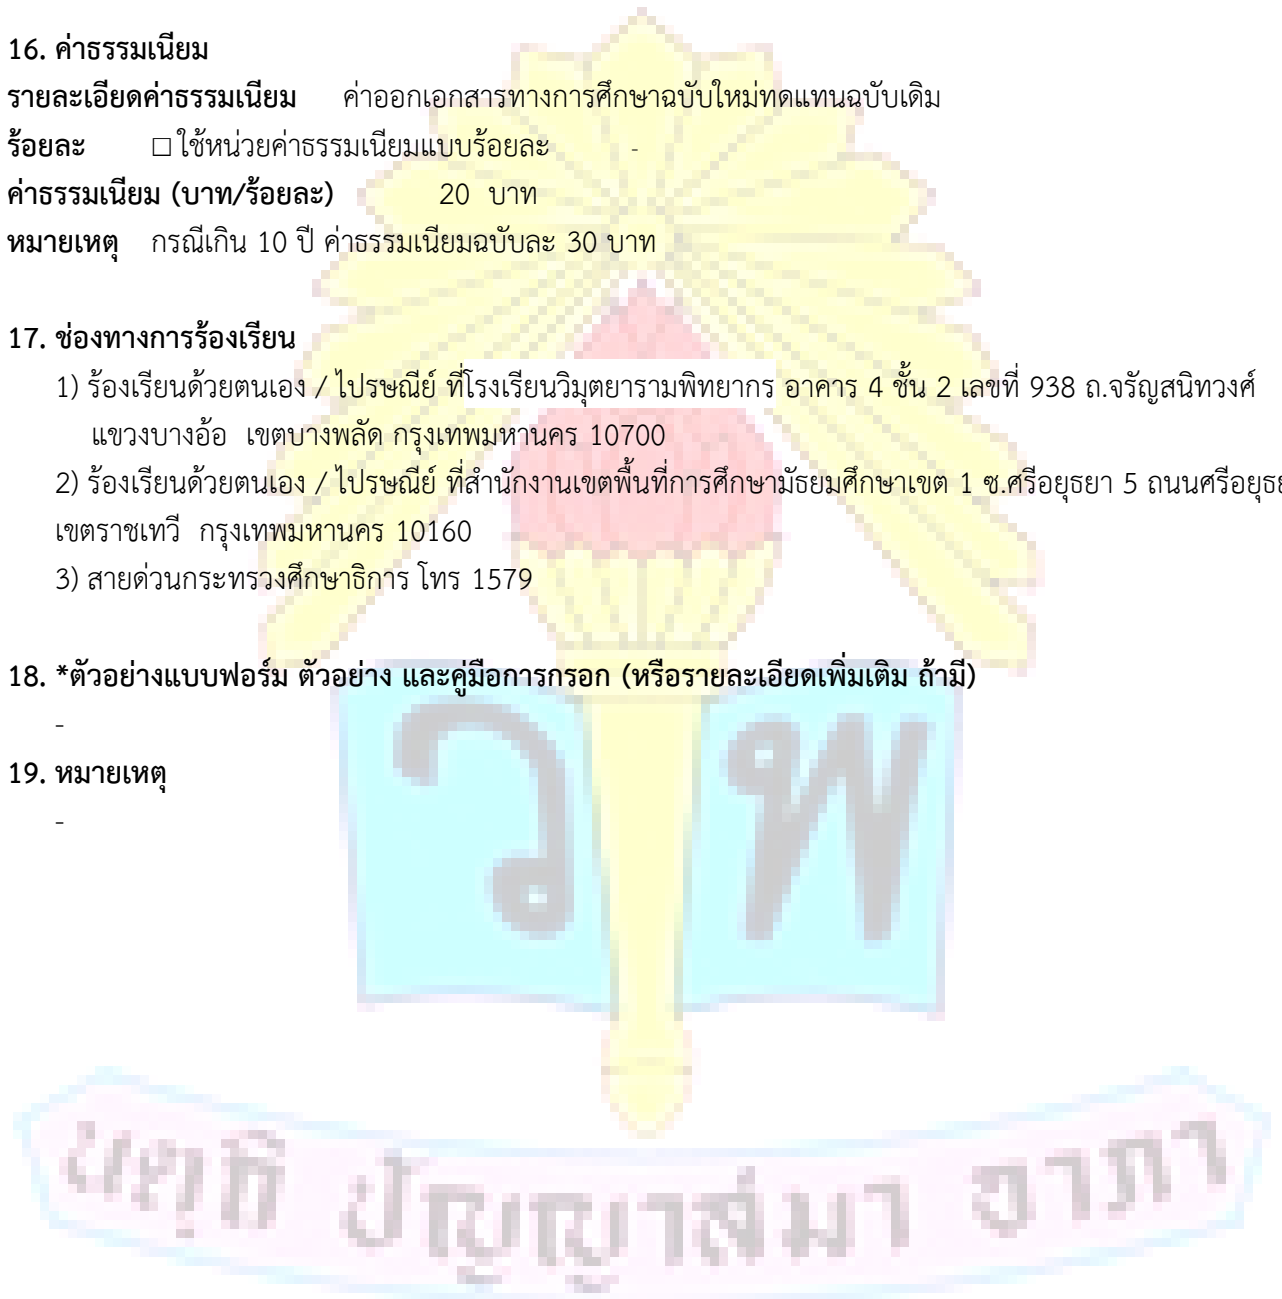 16. ค่าธรรมเนียม
รายละเอียดค่าธรรมเนียม ค่าออกเอกสารทางการศึกษาฉบับใหม่ทดแทนฉบับเดิม
ร้อยละ □ ใช้หน่วยค่าธรรมเนียมแบบร้อยละ -
ค่าธรรมเนียม (บาท/ร้อยละ) 20 บาท
หมายเหตุ กรณีเกิน 10 ปี ค่าธรรมเนียมฉบับละ 30 บาท
17. ช่องทางการร้องเรียน
1) ร้องเรียนด้วยตนเอง / ไปรษณีย์ ที่โรงเรียนวิมุตยารามพิทยากร อาคาร 4 ชั้น 2 เลขที่ 938 ถ.จรัญสนิทวงศ์
แขวงบางอ้อ เขตบางพลัด กรุงเทพมหานคร 10700
2) ร้องเรียนด้วยตนเอง / ไปรษณีย์ ที่สำนักงานเขตพื้นที่การศึกษามัธยมศึกษาเขต 1 ซ.ศรีอยุธยา 5 ถนนศรีอยุธย
เขตราชเทวี กรุงเทพมหานคร 10160
3) สายด่วนกระทรวงศึกษาธิการ โทร 1579
18. *ตัวอย่างแบบฟอร์ม ตัวอย่าง และคู่มือการกรอก (หรือรายละเอียดเพิ่มเติม ถ้ามี)
-
19. หมายเหตุ
-
ว พ
นตฺถิ ปัญฺญาสมา อาภา